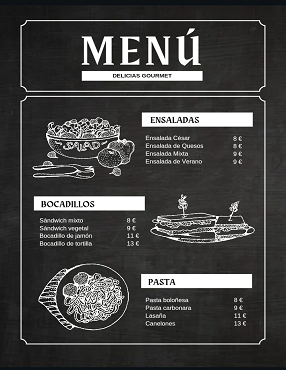 MENÚ
DELICIAS GOURMET
ENSALADAS
Ensalada César 8 €
Ensalada de Quesos 8 €
Ensalada Mixta 9 €
Ensalada de Verano 9 €
BOCADILLOS
Sándwich mixto 8 €
Sándwich vegetal 9 €
Bocadillo de jamón 11 €
Bocadillo de tortilla 13 €
PASTA
Pasta boloñesa 8 €
Pasta carbonara 9 €
Lasaña 11 €
Canelones 13 €